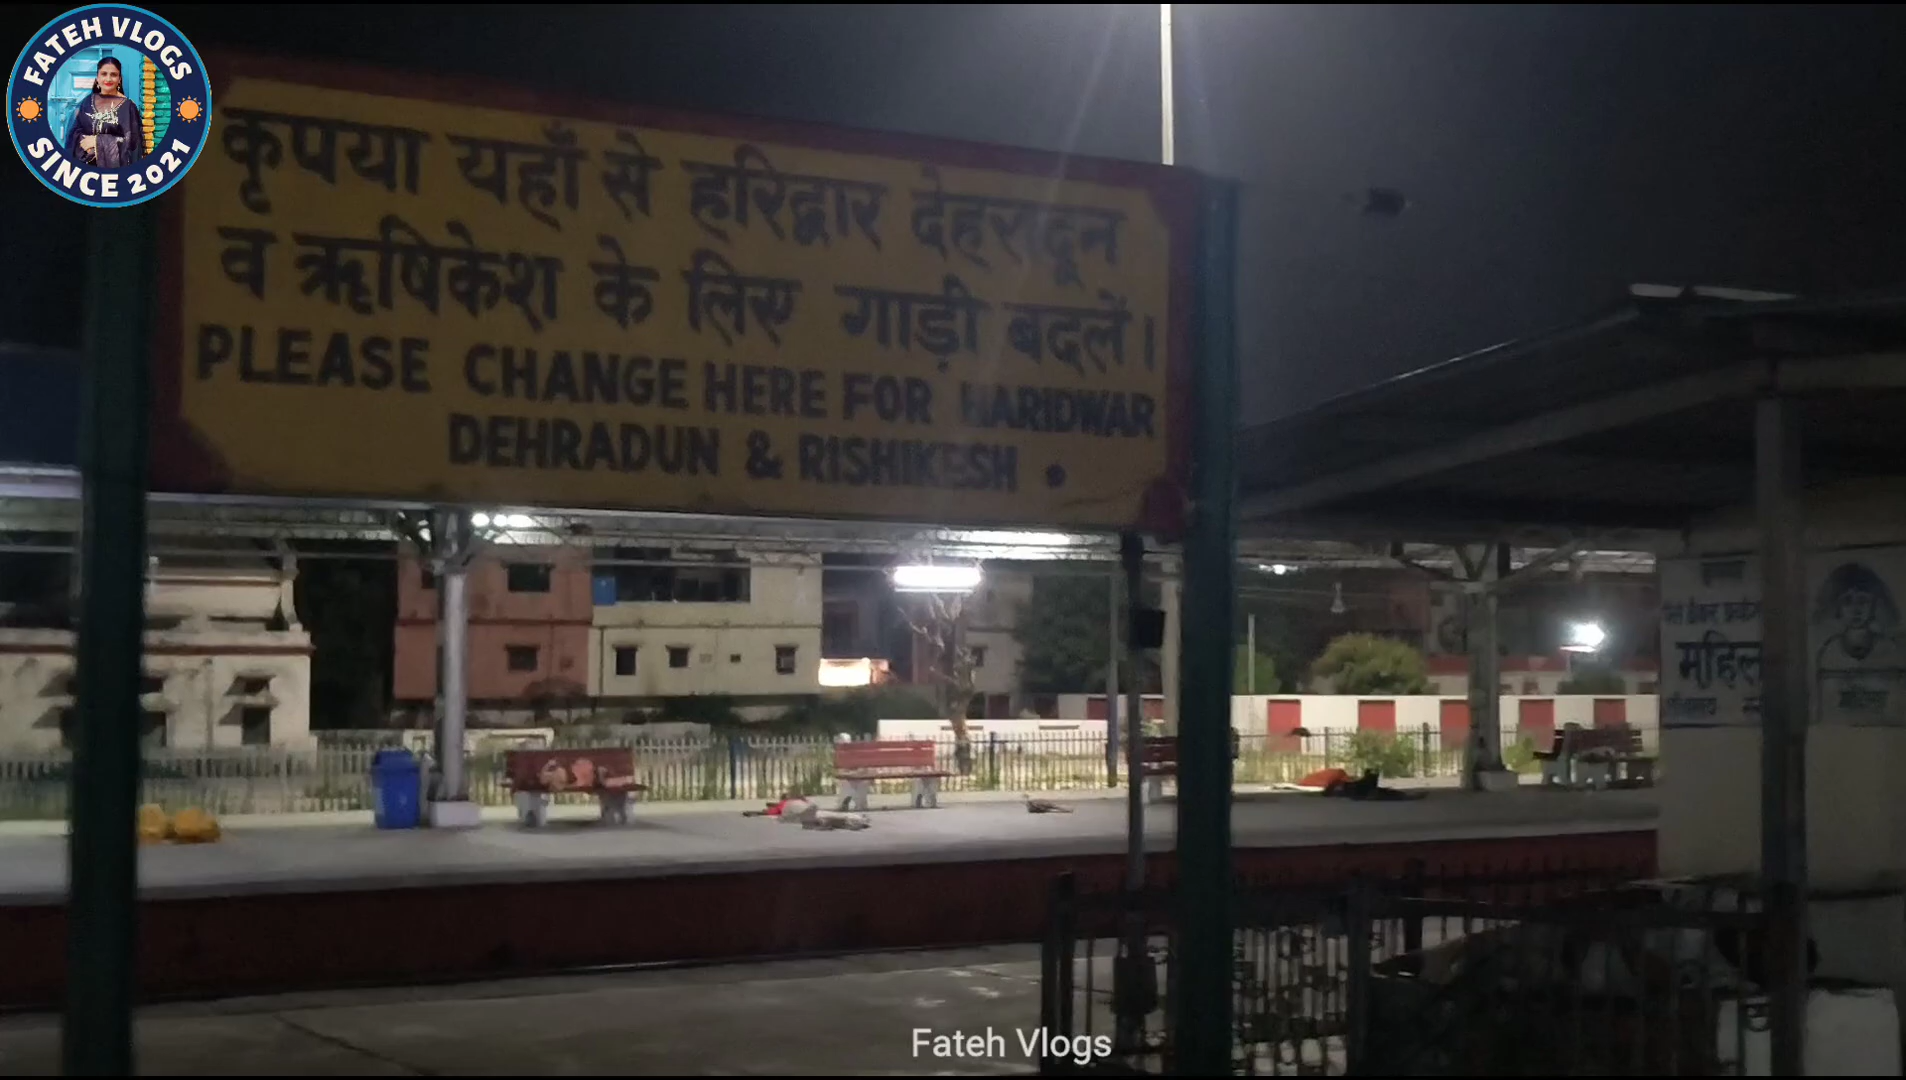 FATEH VLOGS
SINCE 2021
कृपया यहाँ से हरिद्वार देहरादून
व ऋषिकेश के लिए गाड़ी बदलें।
PLEASE CHANGE HERE FOR HARIDWAR
DEHRADUN & RISHIKESH
Fateh Vlogs